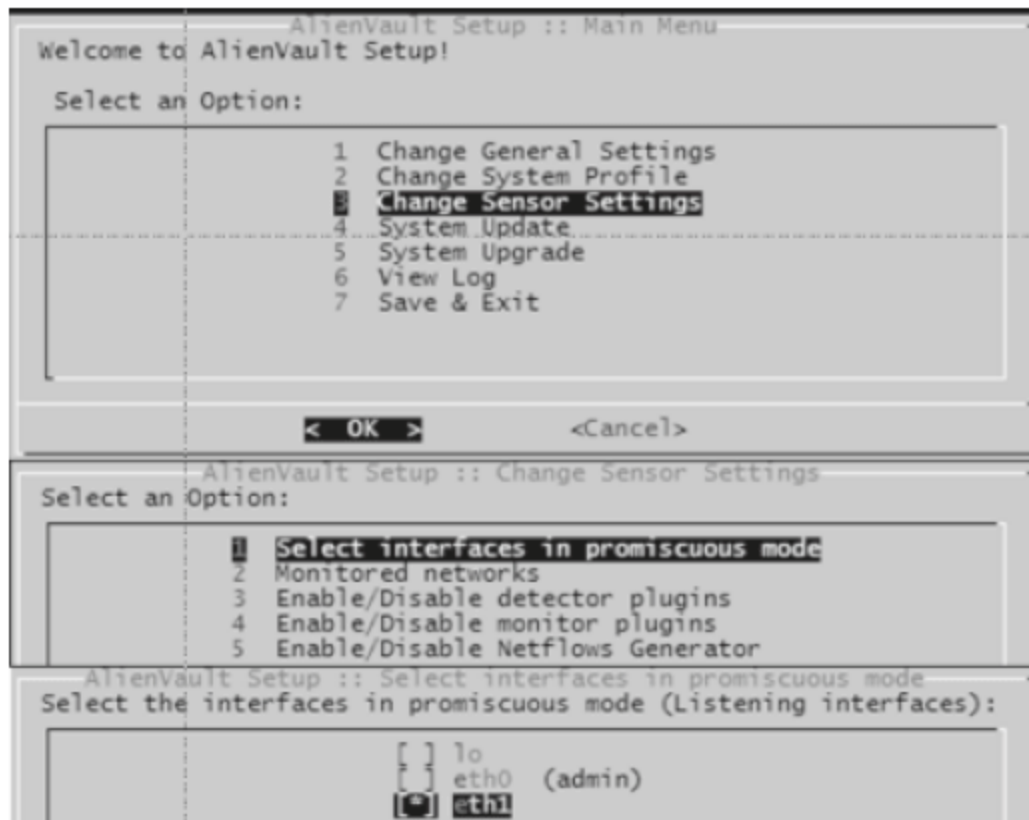 AlienVault Setup :: Main Menu
Welcome to AlienVault Setup!
Select an Option:
1 Change General Settings
2 Change System Profile
3 Change Sensor Settings
4 System Update
5 System Upgrade
6 View Log
7 Save & Exit
< OK > <Cancel>
AlienVault Setup :: Change Sensor Settings
Select an Option:
1 Select interfaces in promiscuous mode
2 Monitored networks
3 Enable/Disable detector plugins
4 Enable/Disable monitor plugins
5 Enable/Disable Netflows Generator
AlienVault Setup :: Select interfaces in promiscuous mode
Select the interfaces in promiscuous mode (Listening interfaces):
[ ] lo
[ ] eth0 (admin)
[*] eth1